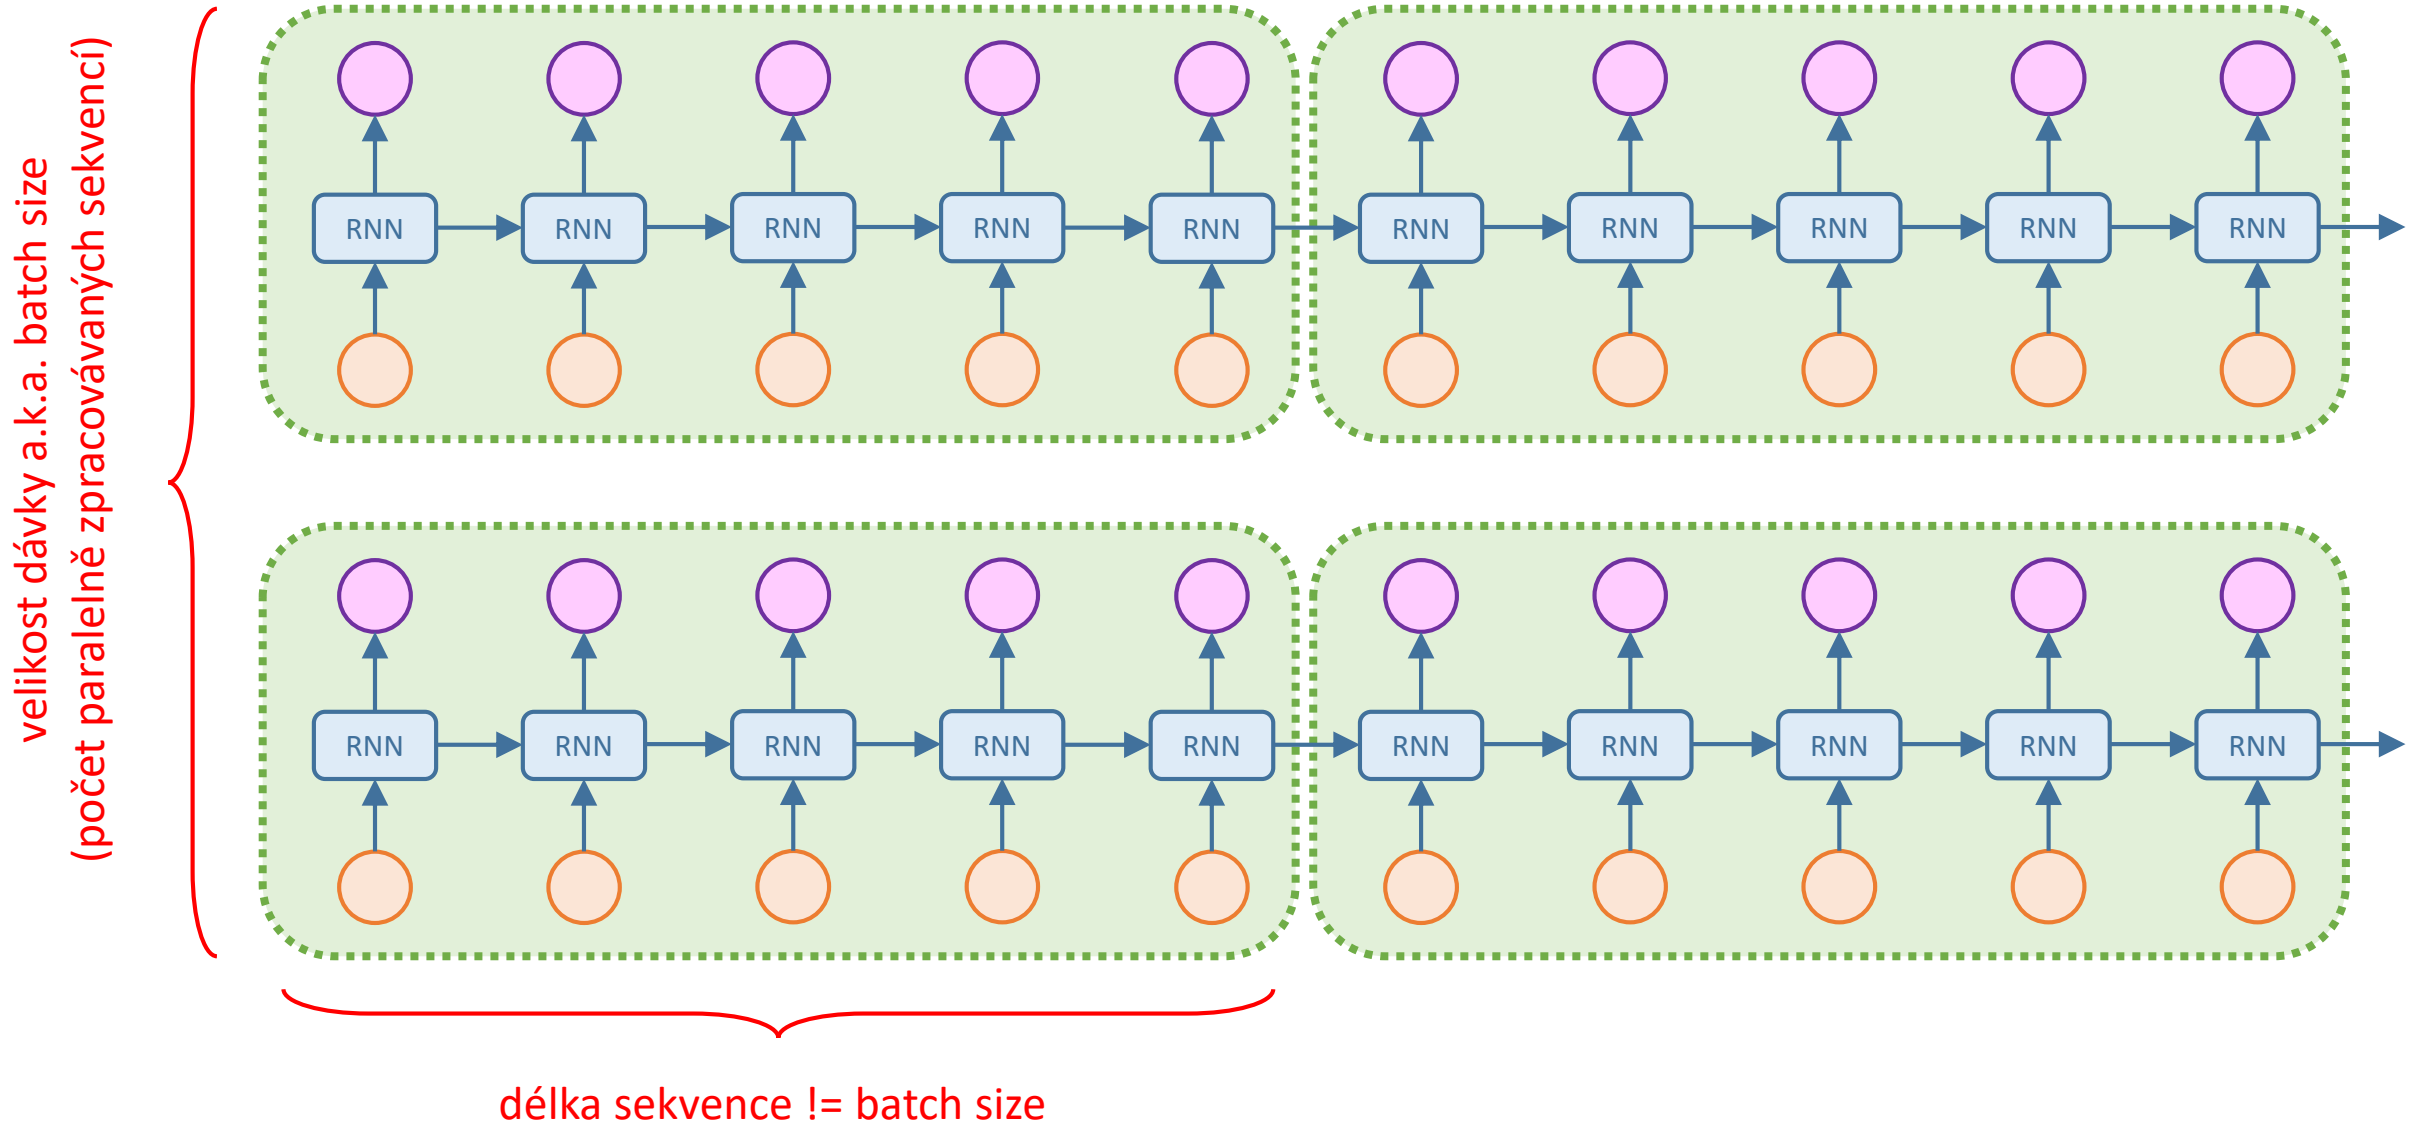 velikost dávky a.k.a. batch size
(počet paralelně zpracovávaných sekvencí)
RNN RNN RNN RNN RNN RNN RNN RNN RNN RNN
RNN RNN RNN RNN RNN RNN RNN RNN RNN RNN
délka sekvence != batch size